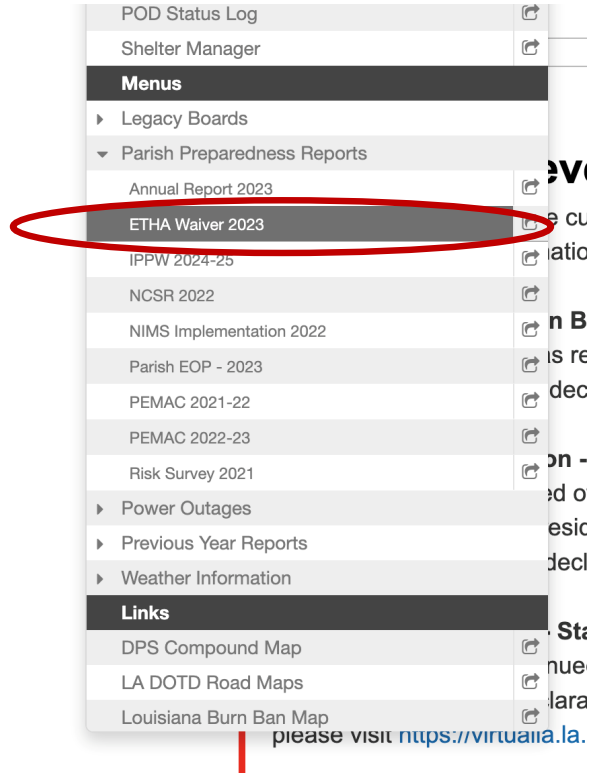 POD Status Log
Shelter Manager
Menus
Legacy Boards
Parish Preparedness Reports
Annual Report 2023
ETHA Waiver 2023
IPPW 2024-25
NCSR 2022
NIMS Implementation 2022
Parish EOP - 2023
PEMAC 2021-22
PEMAC 2022-23
Risk Survey 2021
Power Outages
Previous Year Reports
Weather Information
Links
DPS Compound Map
LA DOTD Road Maps
Louisiana Burn Ban Map
please visit https://virtualla.la.